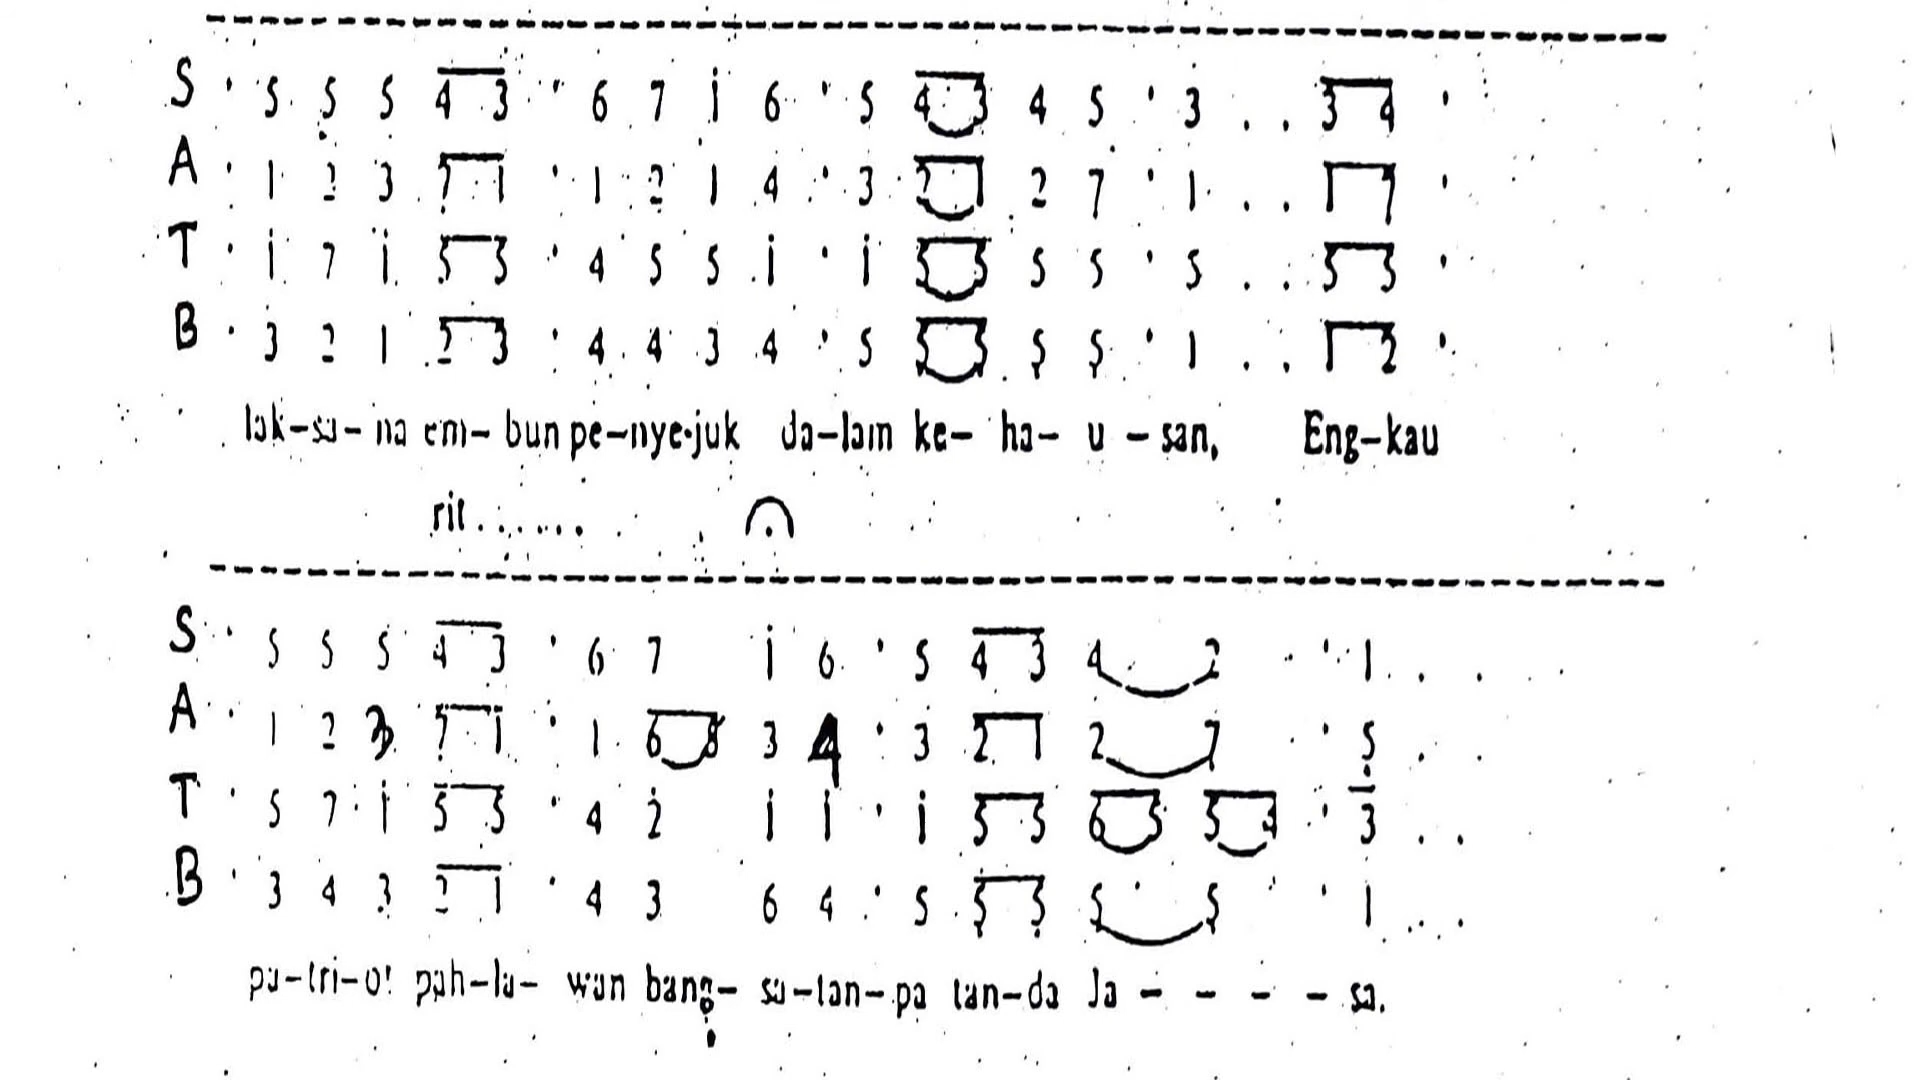 S ' 5 5 5 4 3 ' 6 7 i 6 ' 5 4 3 4 5 ' 3 . . 3 4 '
A ' 1 2 3 7 1 ' 1 2 1 4 ' 3 2 1 2 7 ' 1 . . 1 7 '
T ' i 7 i 5 5 ' 4 5 5 i ' i 5 5 5 5 ' 5 . . 5 5 '
B ' 3 2 1 2 3 ' 4 4 3 4 ' 5 5 5 5 5 ' 1 . . 1 2 '
lak-sa-na em-bun pe-nye-juk da-lam ke-ha-u-san, Eng-kau
rit.......
S ' 5 5 5 4 3 ' 6 7 i 6 ' 5 4 3 4 2 ' 1 . . .
A ' 1 2 3 7 1 ' 1 6 3 4 ' 3 2 1 2 7 ' 5 . .
T ' 5 7 i 5 5 ' 4 2 i i ' i 5 5 6 5 5 4 ' 3 . .
B ' 3 4 3 2 1 ' 4 3 6 4 ' 5 5 5 5 5 ' 1 . . .
pa-tri-ot pah-la-wan bang-sa-tan-pa tan-da Ja - - - - sa.